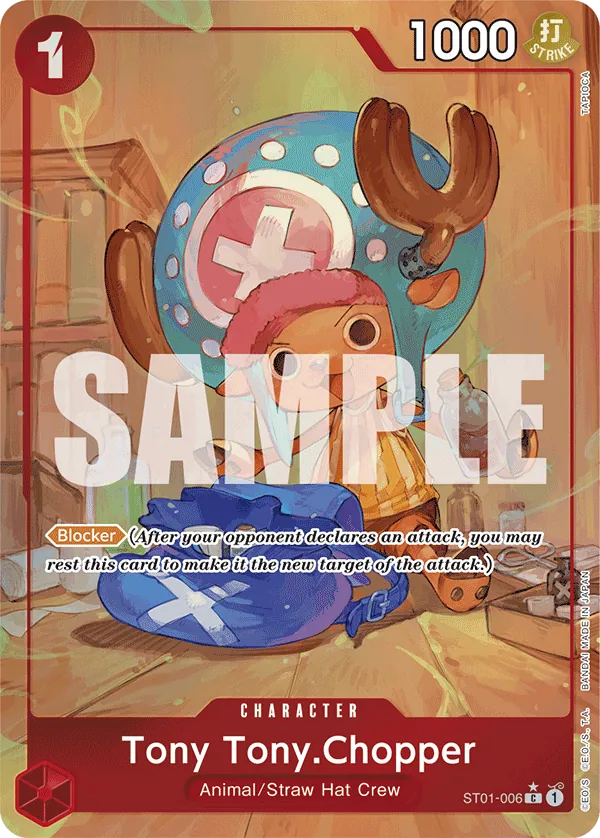 1
1000
打
STRIKE
TAPIOCA
SAMPLE
Blocker (After your opponent declares an attack, you may
rest this card to make it the new target of the attack.)
CHARACTER
Tony Tony.Chopper
Animal/Straw Hat Crew
ST01-006 C 1
©E.O./S ©E.O./S., T.A. BANDAI MADE IN JAPAN